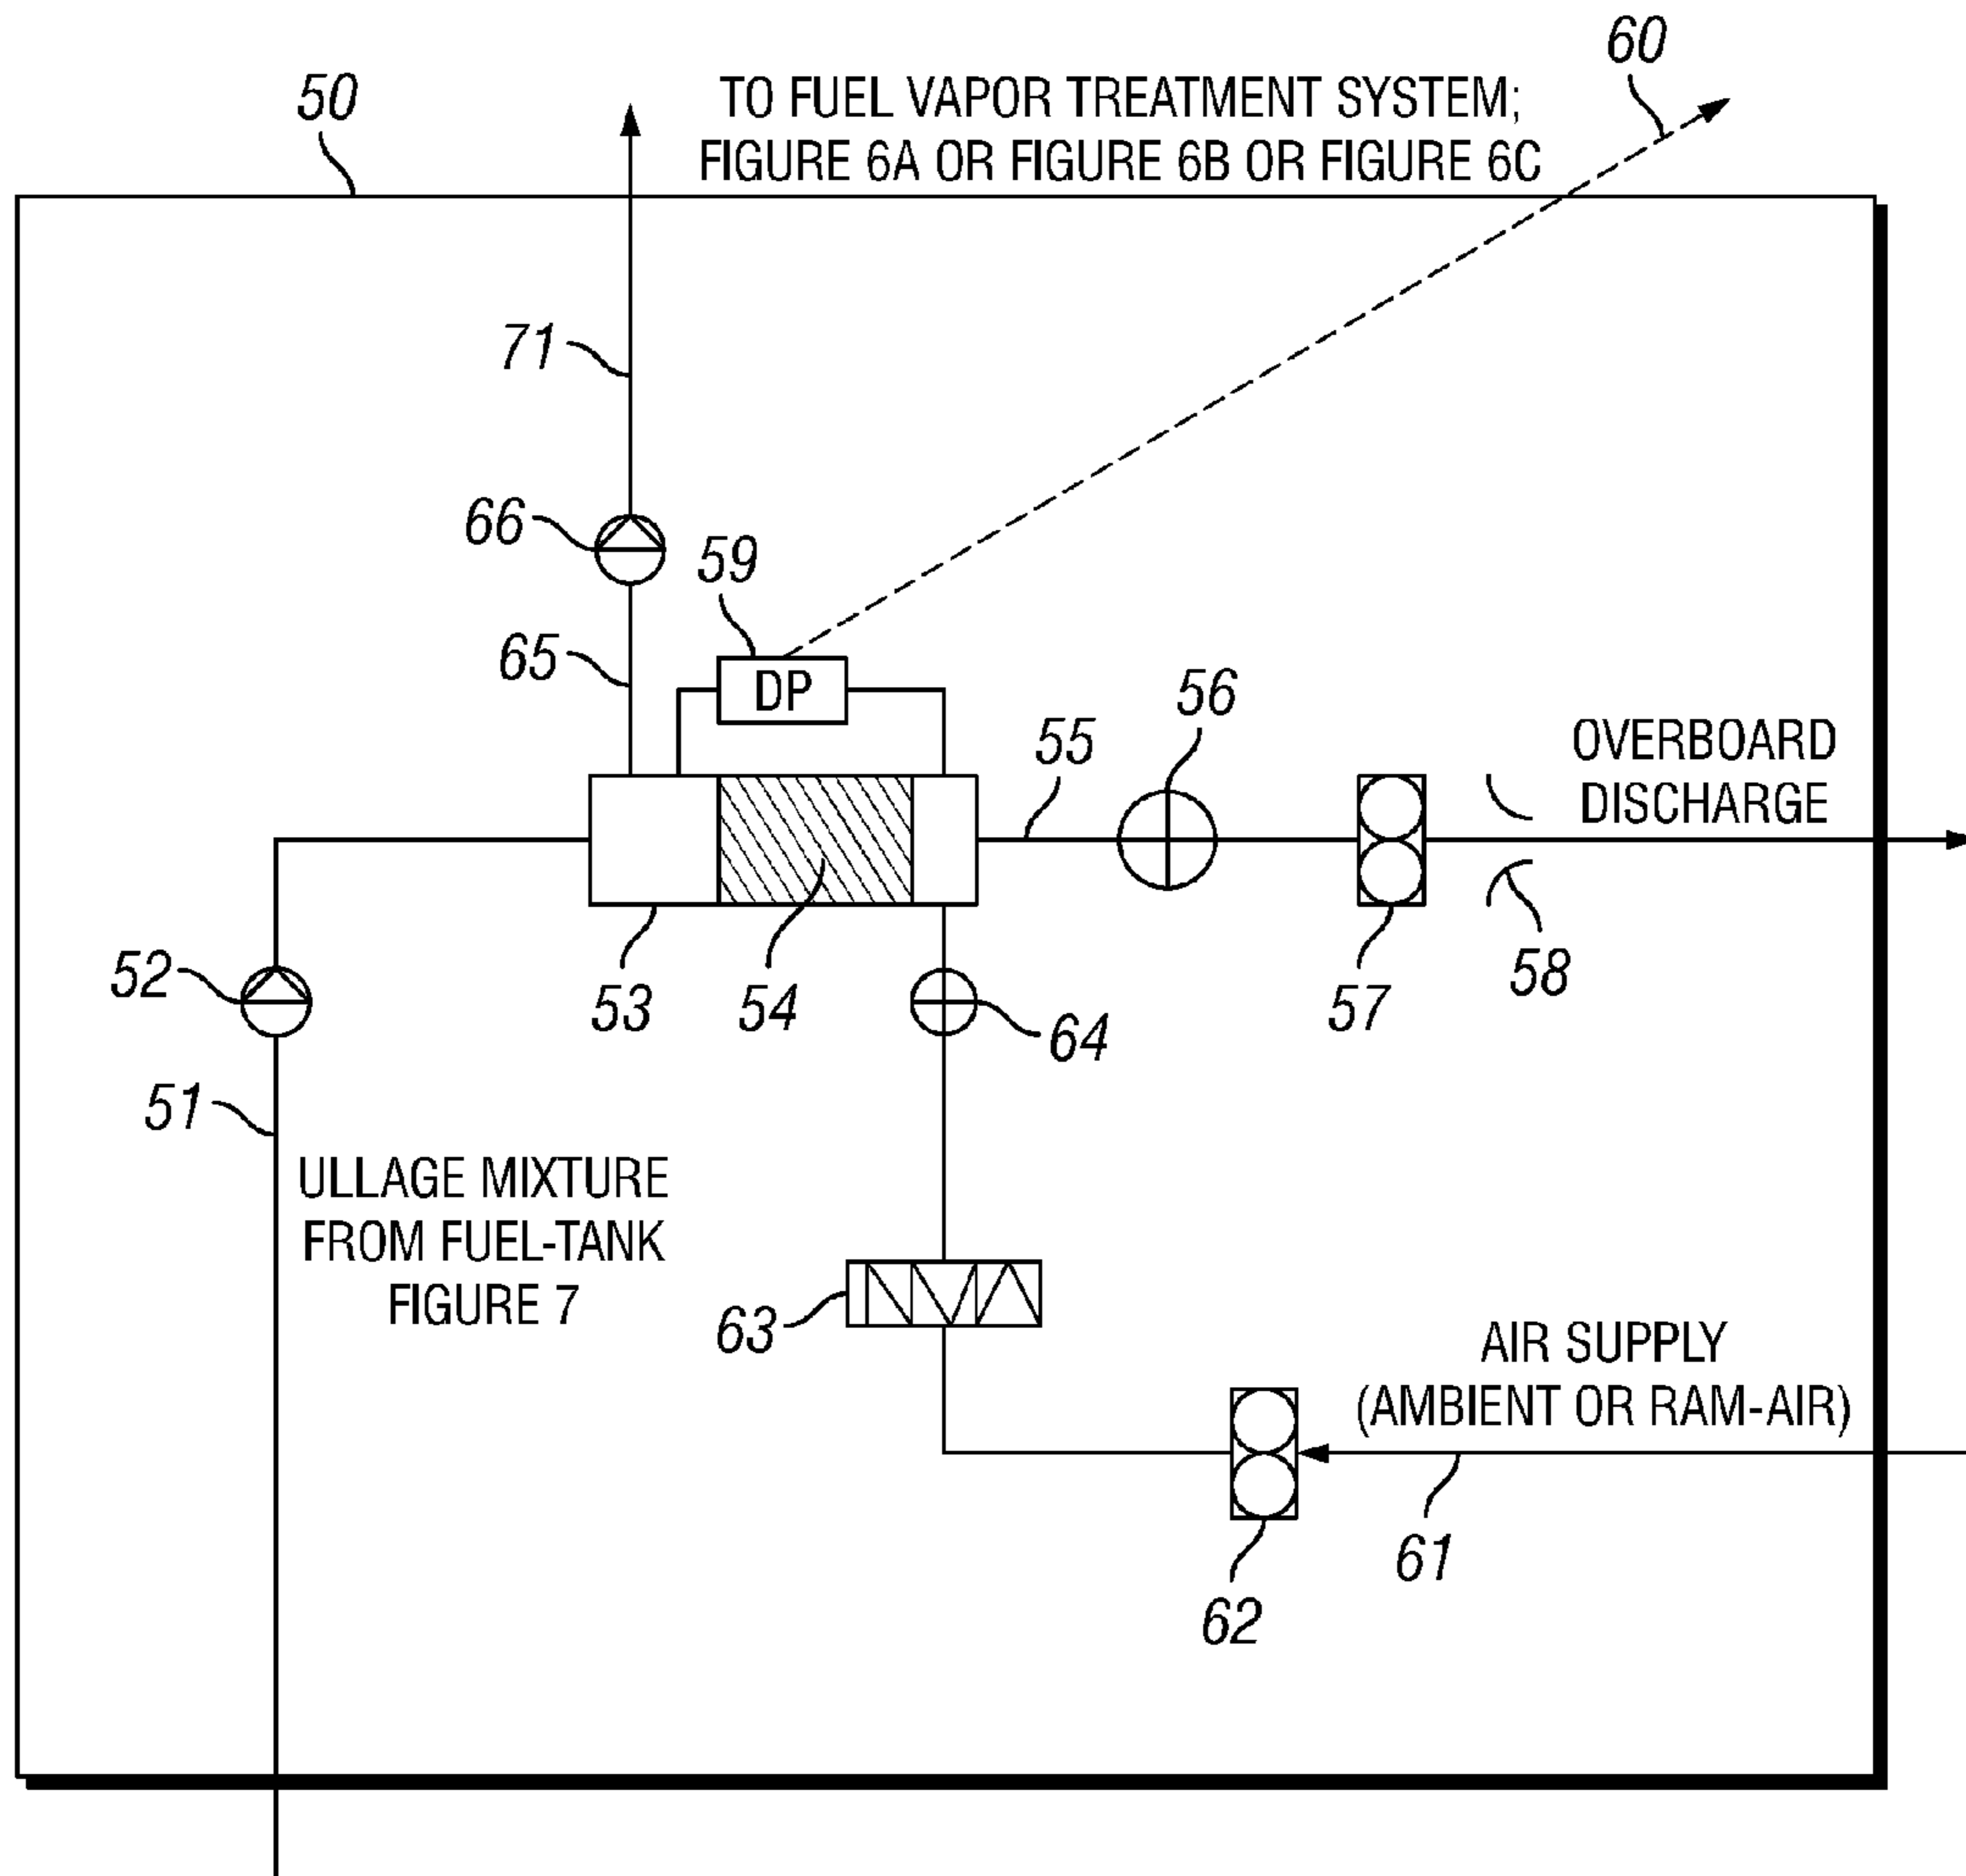 60
50
TO FUEL VAPOR TREATMENT SYSTEM;
FIGURE 6A OR FIGURE 6B OR FIGURE 6C
71
66
59
DP
65
56
55
OVERBOARD
DISCHARGE
52
53
54
57
58
64
51
ULLAGE MIXTURE
FROM FUEL-TANK
FIGURE 7
63
AIR SUPPLY
(AMBIENT OR RAM-AIR)
61
62